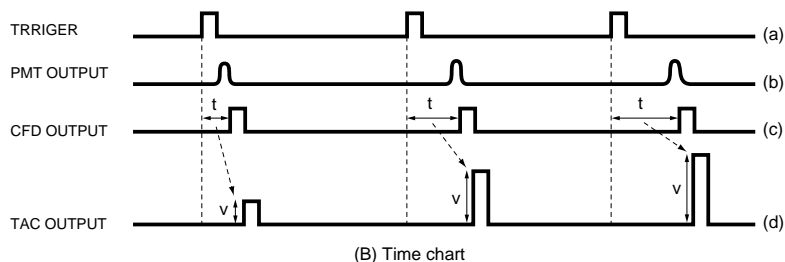 TRRIGER (a)
PMT OUTPUT (b)
t t t
CFD OUTPUT (c)
v v v
TAC OUTPUT (d)
(B) Time chart